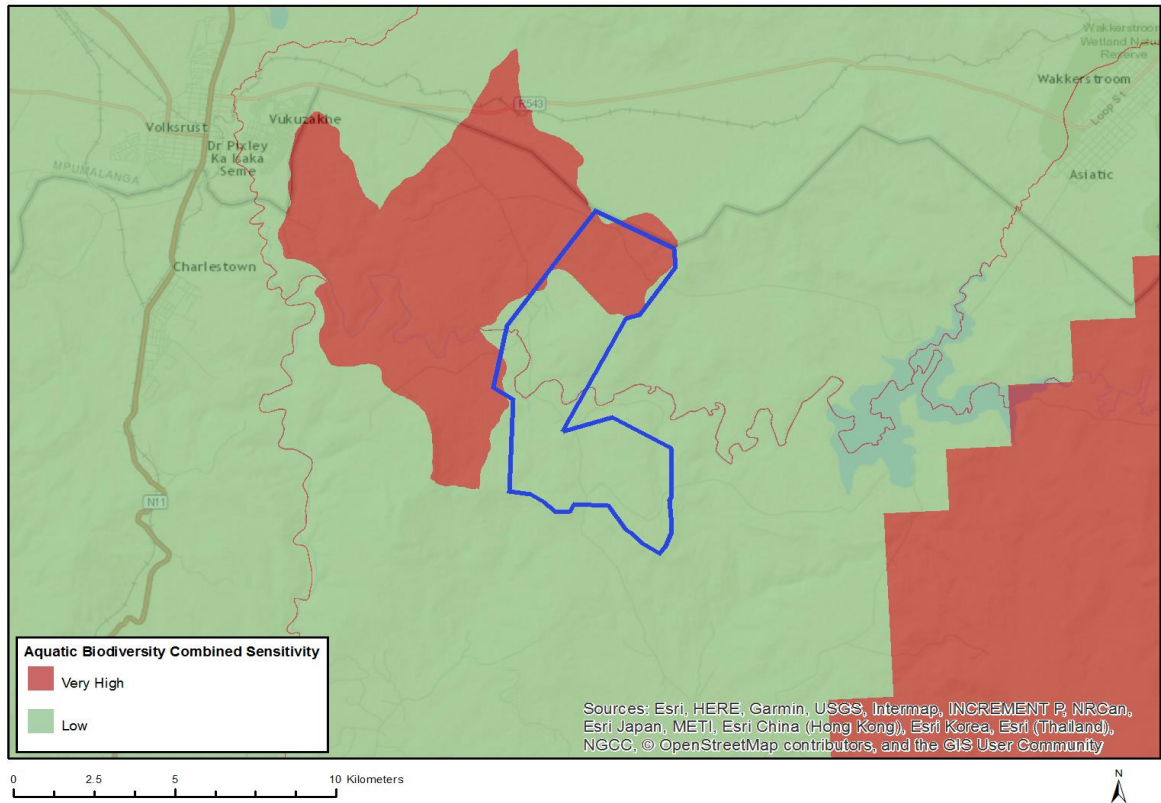 Wakkerstroom
Wetland Natur
Reserve
Wakkerstroom
Loop St
R543
Volksrust
Vukuzakhe
Dr Pixley
Ka Isaka
Seme
MPUMALANGA
Asiatic
Charlestown
N11
Aquatic Biodiversity Combined Sensitivity
Very High
Low
Sources: Esri, HERE, Garmin, USGS, Intermap, INCREMENT P, NRCan,
Esri Japan, METI, Esri China (Hong Kong), Esri Korea, Esri (Thailand),
NGCC, © OpenStreetMap contributors, and the GIS User Community
0 2.5 5 10 Kilometers
N